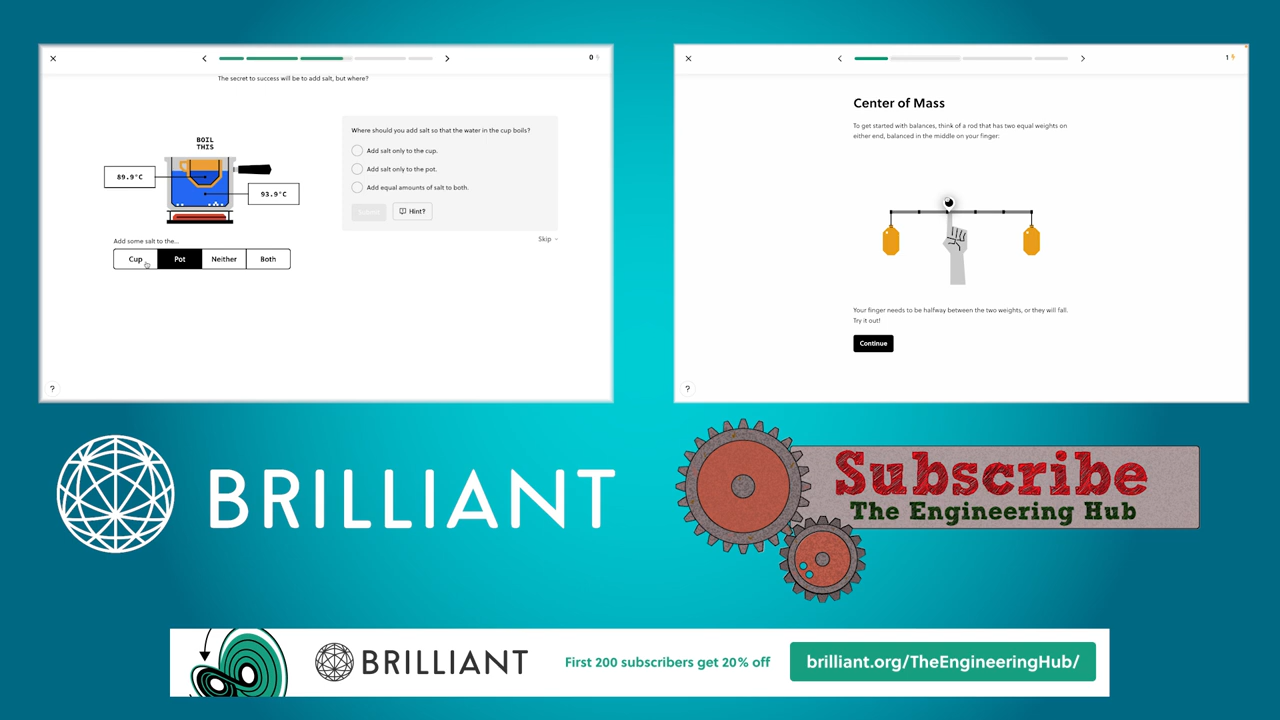 0
The secret to success will be to add salt, but where?
BOIL
THIS
89.9°C
93.9°C
Add some salt to the...
Cup
Pot
Neither
Both
Where should you add salt so that the water in the cup boils?
Add salt only to the cup.
Add salt only to the pot.
Add equal amounts of salt to both.
Submit
Hint?
Skip
?
1
Center of Mass
To get started with balances, think of a rod that has two equal weights on
either end, balanced in the middle on your finger:
Your finger needs to be halfway between the two weights, or they will fall.
Try it out!
Continue
?
BRILLIANT
Subscribe
The Engineering Hub
BRILLIANT
First 200 subscribers get 20% off
brilliant.org/TheEngineeringHub/